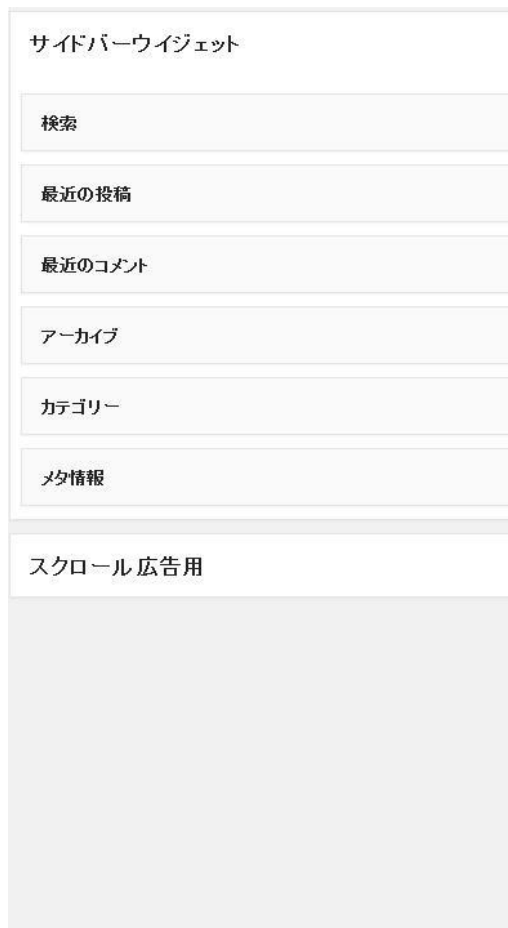 サイドバーウイジェット
検索
最近の投稿
最近のコメント
アーカイブ
カテゴリー
メタ情報
スクロール広告用